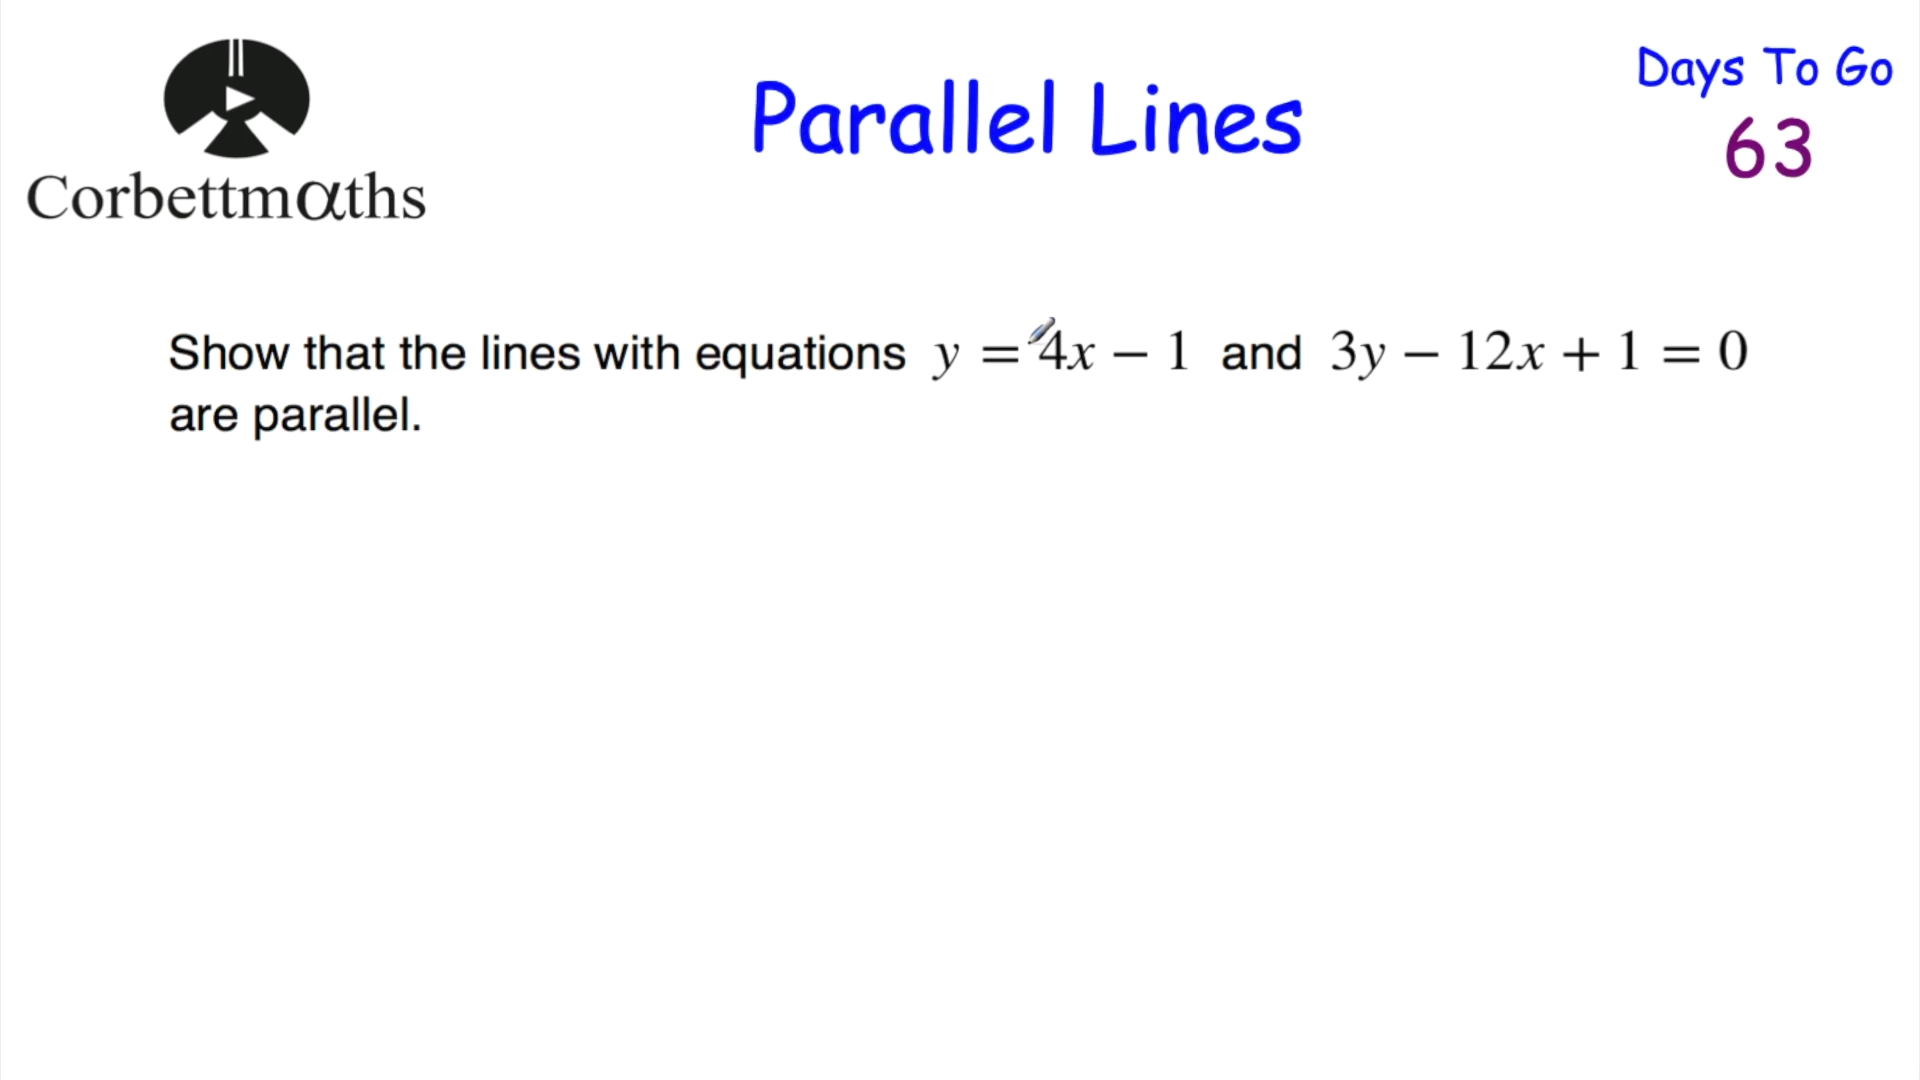 Corbettmαths
Parallel Lines
Days To Go
63
Show that the lines with equations y = 4x − 1 and 3y − 12x + 1 = 0
are parallel.